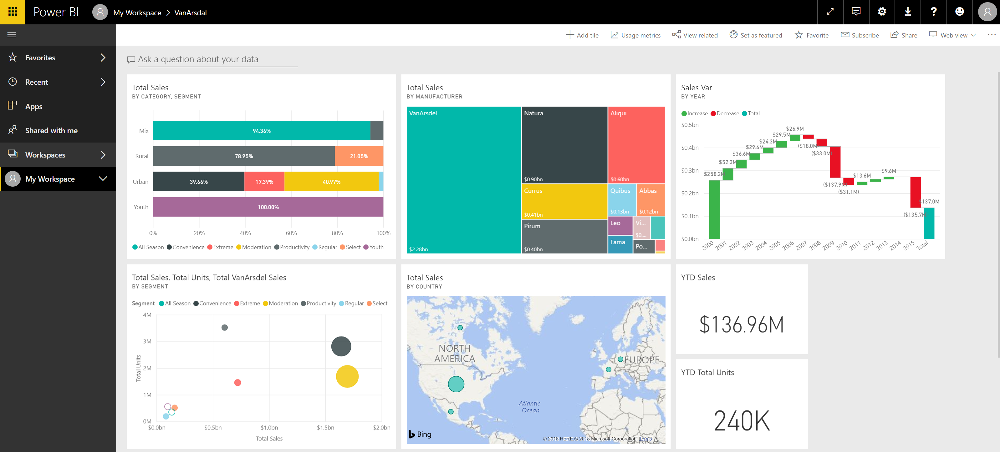 Power BI
My Workspace > VanArsdal
Add tile
Usage metrics
View related
Set as featured
Favorite
Subscribe
Share
Web view
Favorites
Recent
Apps
Shared with me
Workspaces
My Workspace
Ask a question about your data
Total Sales
BY CATEGORY, SEGMENT
Mix
94.36%
Rural
78.95%
21.05%
Urban
39.66%
17.39%
40.97%
Youth
100.00%
0%
20%
40%
60%
80%
100%
All Season
Convenience
Extreme
Moderation
Productivity
Regular
Select
Youth
Total Sales
BY MANUFACTURER
VanArsdel
$2.28bn
Natura
$0.90bn
Aliqui
$0.60bn
Currus
$0.41bn
Pirum
$0.40bn
Quibus
$0.13bn
Abbas
$0.12bn
Leo
Vi...
$0....
Fama
Po...
Sales Var
BY YEAR
Increase
Decrease
Total
$0.5bn
$0.4bn
$0.3bn
$0.2bn
$0.1bn
$0.0bn
$258.2M
$52.3M
$36.6M
$29.4M
$24.3M
$29.5M
$26.9M
($18.0M)
($33.0M)
($137.9M)
($31.1M)
$13.6M
$9.6M
($135.7M)
$137.0M
2000
2001
2002
2003
2004
2005
2006
2007
2008
2009
2010
2011
2012
2013
2014
2015
Total
Total Sales, Total Units, Total VanArsdel Sales
BY SEGMENT
Segment
All Season
Convenience
Extreme
Moderation
Productivity
Regular
Select
Total Units
4M
3M
2M
1M
0M
$0.0bn
$0.5bn
$1.0bn
$1.5bn
$2.0bn
Total Sales
Total Sales
BY COUNTRY
NORTH
AMERICA
EUROPE
Atlantic
Ocean
AFRICA
Bing
© 2018 HERE,© 2018 Microsoft Corporation. Terms
YTD Sales
$136.96M
YTD Total Units
240K